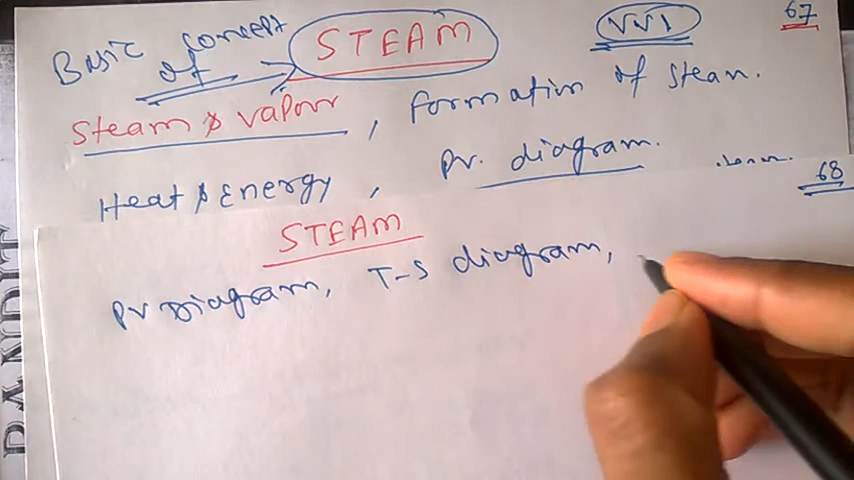 Basic concept of STEAM VVI 67
Steam & vapour, formation of steam.
Heat & Energy, Pv. diagram.
68
STEAM
PV Diagram, T-S diagram,
PANDIT